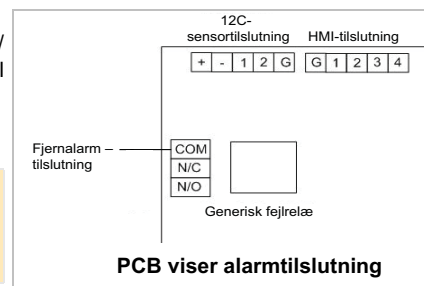 12C-
sensortilslutning
HMI-tilslutning
+ - 1 2 G
G 1 2 3 4
/
l
Fjernalarm –
tilslutning
COM
N/C
N/O
Generisk fejlrelæ
PCB viser alarmtilslutning